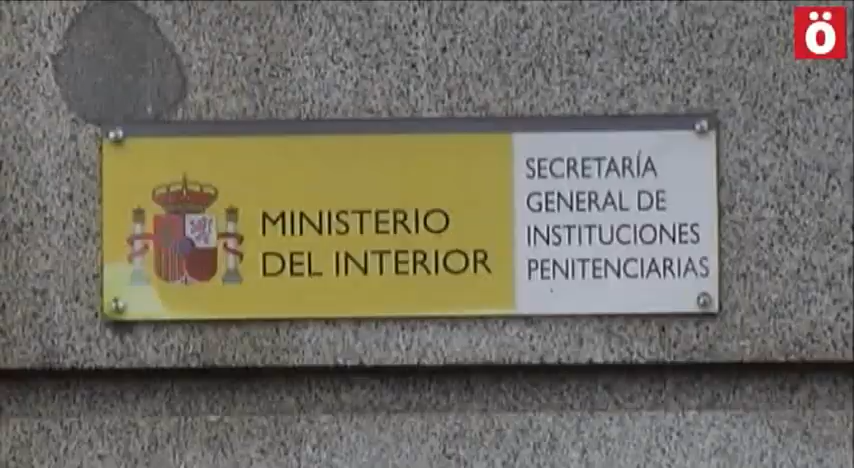 ö
MINISTERIO
DEL INTERIOR
SECRETARÍA
GENERAL DE
INSTITUCIONES
PENITENCIARIAS